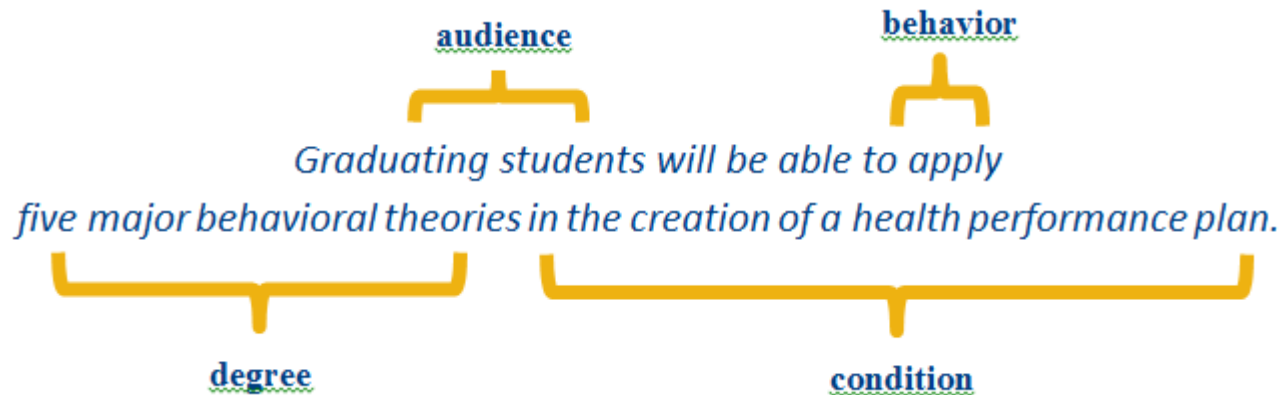 audience
behavior
Graduating students will be able to apply
five major behavioral theories in the creation of a health performance plan.
degree
condition